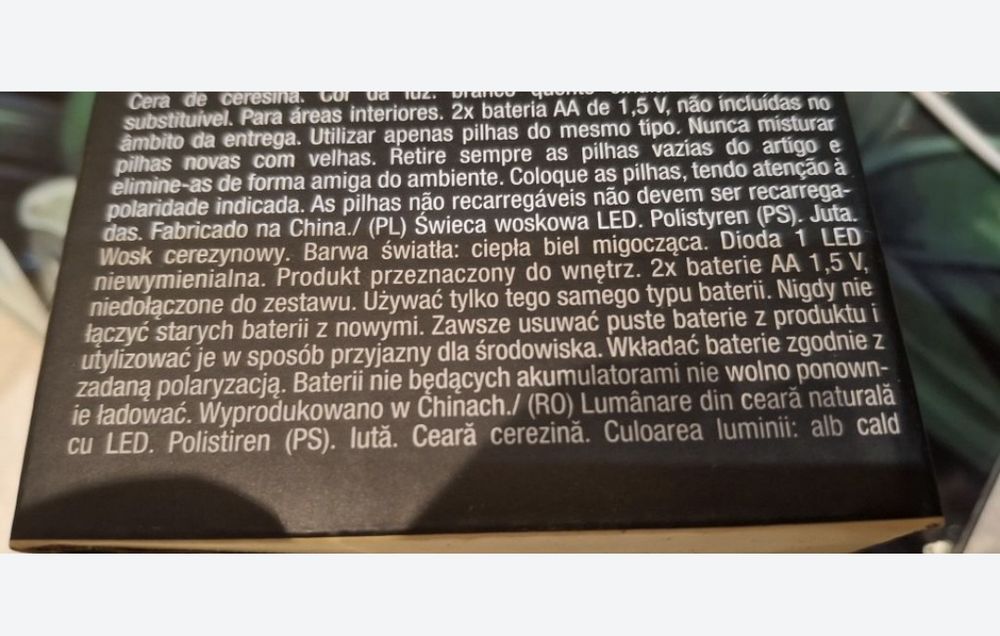 Cera de ceresina. Cor da luz: branco quente
substituível. Para áreas interiores. 2x bateria AA de 1,5 V, não incluídas no
âmbito da entrega. Utilizar apenas pilhas do mesmo tipo. Nunca misturar
pilhas novas com velhas. Retire sempre as pilhas vazias do artigo e
elimine-as de forma amiga do ambiente. Coloque as pilhas, tendo atenção à
polaridade indicada. As pilhas não recarregáveis não devem ser recarrega-
das. Fabricado na China./ (PL) Świeca woskowa LED. Polistyren (PS). Juta.
Wosk cerezynowy. Barwa światła: ciepła biel migocząca. Dioda 1 LED
niewymienialna. Produkt przeznaczony do wnętrz. 2x baterie AA 1,5 V,
niedołączone do zestawu. Używać tylko tego samego typu baterii. Nigdy nie
łączyć starych baterii z nowymi. Zawsze usuwać puste baterie z produktu i
utylizować je w sposób przyjazny dla środowiska. Wkładać baterie zgodnie z
zadaną polaryzacją. Baterii nie będących akumulatorami nie wolno ponown-
ie ładować. Wyprodukowano w Chinach./ (RO) Lumânare din ceară naturală
cu LED. Polistiren (PS). Iută. Ceară cerezină. Culoarea luminii: alb cald